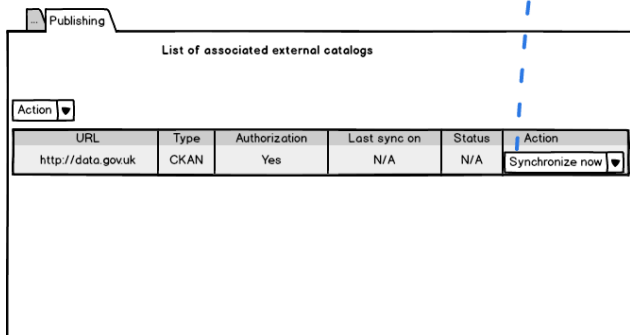 ... Publishing
List of associated external catalogs
Action
URL Type Authorization Last sync on Status Action
http://data.gov.uk CKAN Yes N/A N/A Synchronize now